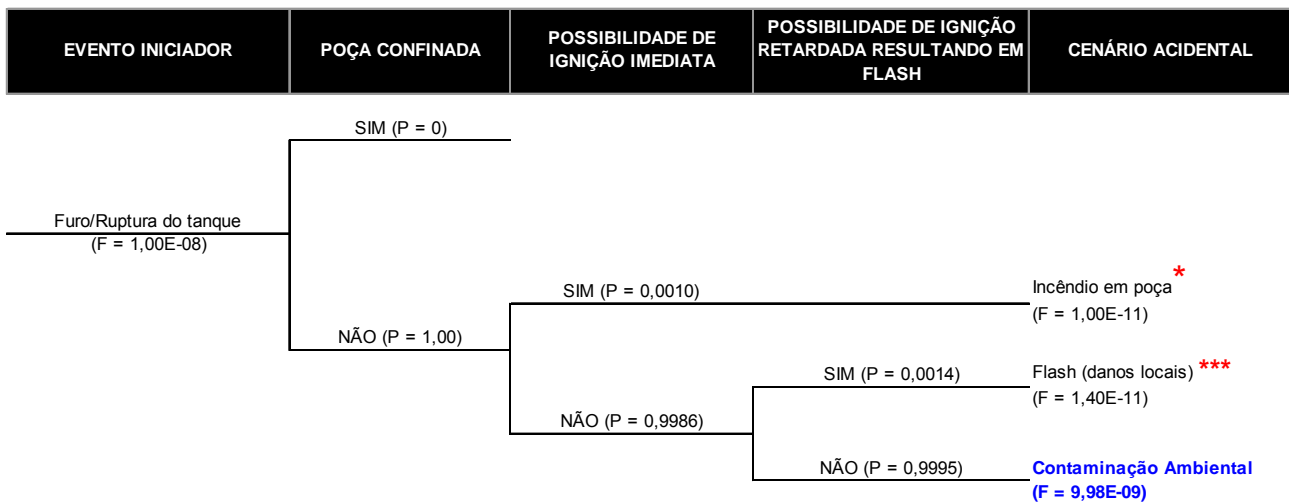 EVENTO INICIADOR
POÇA CONFINADA
POSSIBILIDADE DE
IGNIÇÃO IMEDIATA
POSSIBILIDADE DE IGNIÇÃO
RETARDADA RESULTANDO EM
FLASH
CENÁRIO ACIDENTAL
SIM (P = 0)
Furo/Ruptura do tanque
(F = 1,00E-08)
SIM (P = 0,0010)
Incêndio em poça *
(F = 1,00E-11)
NÃO (P = 1,00)
SIM (P = 0,0014)
Flash (danos locais) ***
(F = 1,40E-11)
NÃO (P = 0,9986)
NÃO (P = 0,9995)
Contaminação Ambiental
(F = 9,98E-09)